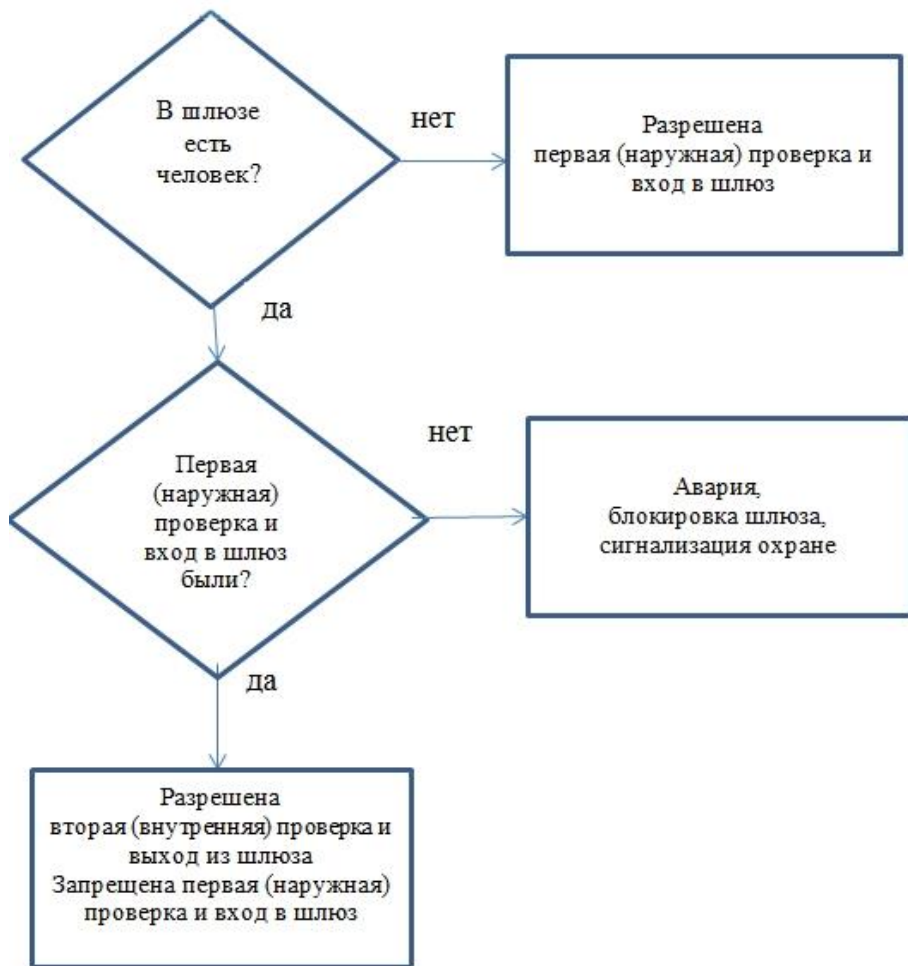 В шлюзе
есть
человек?
нет
Разрешена
первая (наружная) проверка и
вход в шлюз
да
Первая
(наружная)
проверка и
вход в шлюз
были?
нет
Авария,
блокировка шлюза,
сигнализация охране
да
Разрешена
вторая (внутренняя) проверка и
выход из шлюза
Запрещена первая (наружная)
проверка и вход в шлюз